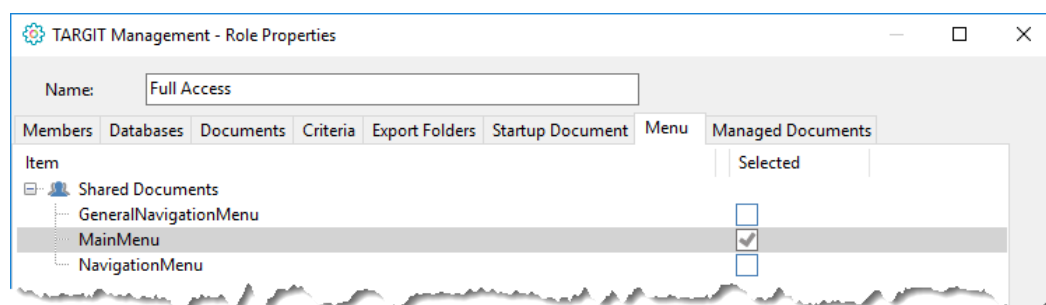 TARGIT Management - Role Properties
Name: Full Access
Members Databases Documents Criteria Export Folders Startup Document Menu Managed Documents
Item Selected
Shared Documents
GeneralNavigationMenu
MainMenu
NavigationMenu